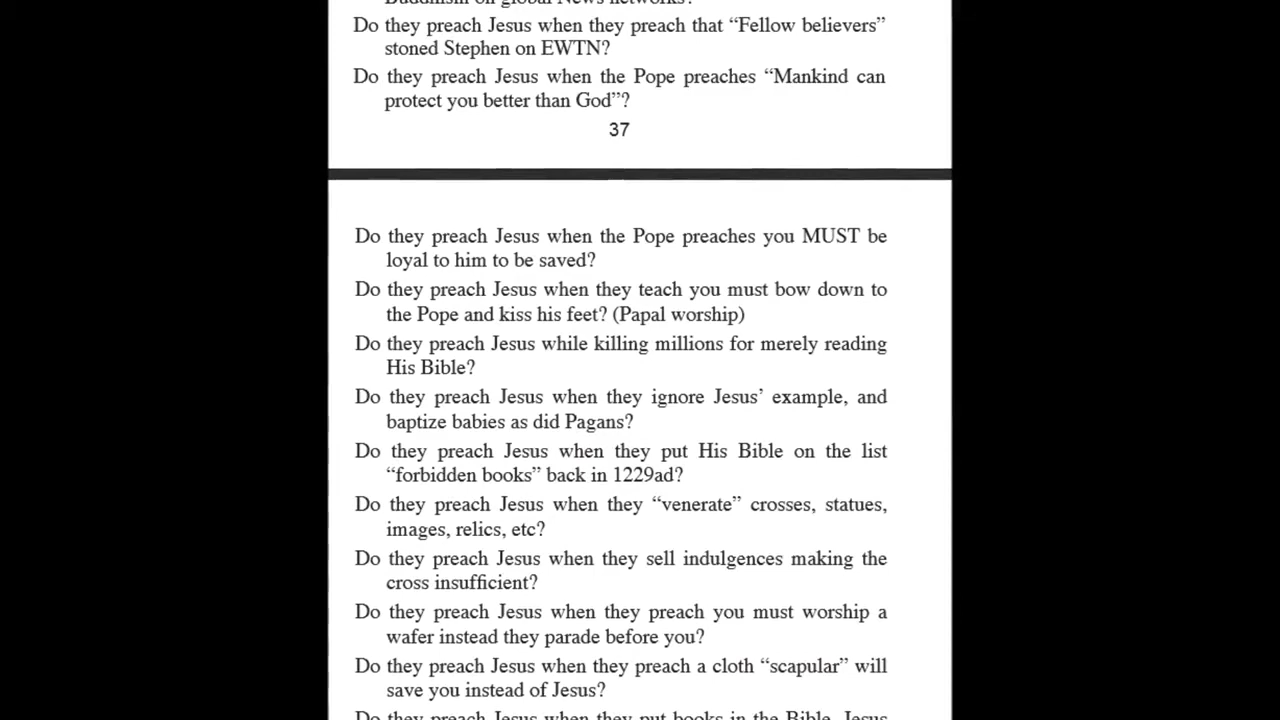 Buddhism on global News networks?
Do they preach Jesus when they preach that “Fellow believers”
stoned Stephen on EWTN?
Do they preach Jesus when the Pope preaches “Mankind can
protect you better than God”?
37
Do they preach Jesus when the Pope preaches you MUST be
loyal to him to be saved?
Do they preach Jesus when they teach you must bow down to
the Pope and kiss his feet? (Papal worship)
Do they preach Jesus while killing millions for merely reading
His Bible?
Do they preach Jesus when they ignore Jesus’ example, and
baptize babies as did Pagans?
Do they preach Jesus when they put His Bible on the list
“forbidden books” back in 1229ad?
Do they preach Jesus when they “venerate” crosses, statues,
images, relics, etc?
Do they preach Jesus when they sell indulgences making the
cross insufficient?
Do they preach Jesus when they preach you must worship a
wafer instead they parade before you?
Do they preach Jesus when they preach a cloth “scapular” will
save you instead of Jesus?
Do they preach Jesus when they put books in the Bible, Jesus